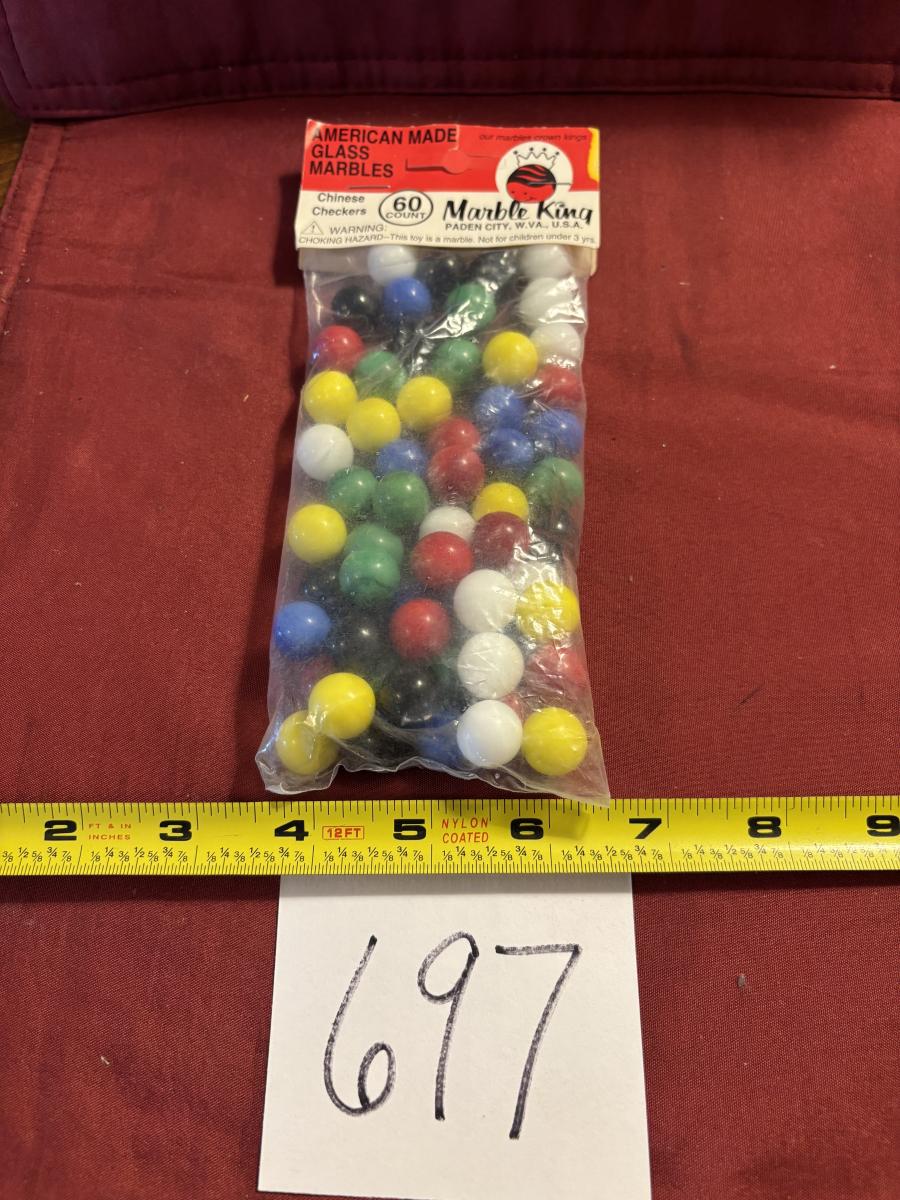 AMERICAN MADE
GLASS
MARBLES
our marbles crown kings
Chinese
Checkers
60
COUNT
Marble King
PADEN CITY, W.VA., U.S.A.
WARNING:
CHOKING HAZARD—This toy is a marble. Not for children under 3 yrs.
2 FT & IN INCHES 3 4 12FT 5 NYLON COATED 6 7 8 9
697